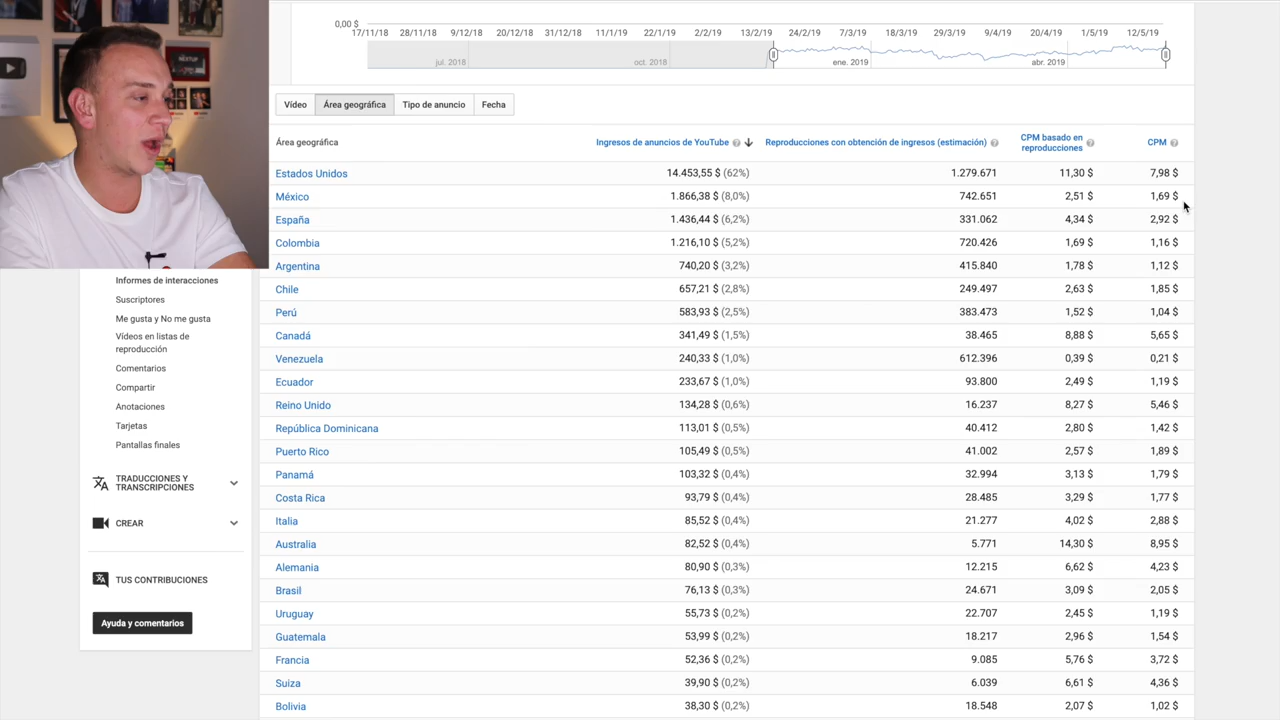 0,00 $
17/11/18 28/11/18 9/12/18 20/12/18 31/12/18 11/1/19 22/1/19 2/2/19 13/2/19 24/2/19 7/3/19 18/3/19 29/3/19 9/4/19 20/4/19 1/5/19 12/5/19
jul. 2018 oct. 2018 ene. 2019 abr. 2019
Vídeo Área geográfica Tipo de anuncio Fecha
Área geográfica Ingresos de anuncios de YouTube Reproducciones con obtención de ingresos (estimación) CPM basado en reproducciones CPM
Estados Unidos 14.453,55 $ (62%) 1.279.671 11,30 $ 7,98 $
México 1.866,38 $ (8,0%) 742.651 2,51 $ 1,69 $
España 1.436,44 $ (6,2%) 331.062 4,34 $ 2,92 $
Colombia 1.216,10 $ (5,2%) 720.426 1,69 $ 1,16 $
Argentina 740,20 $ (3,2%) 415.840 1,78 $ 1,12 $
Chile 657,21 $ (2,8%) 249.497 2,63 $ 1,85 $
Perú 583,93 $ (2,5%) 383.473 1,52 $ 1,04 $
Canadá 341,49 $ (1,5%) 38.465 8,88 $ 5,65 $
Venezuela 240,33 $ (1,0%) 612.396 0,39 $ 0,21 $
Ecuador 233,67 $ (1,0%) 93.800 2,49 $ 1,19 $
Reino Unido 134,28 $ (0,6%) 16.237 8,27 $ 5,46 $
República Dominicana 113,01 $ (0,5%) 40.412 2,80 $ 1,42 $
Puerto Rico 105,49 $ (0,5%) 41.002 2,57 $ 1,89 $
Panamá 103,32 $ (0,4%) 32.994 3,13 $ 1,79 $
Costa Rica 93,79 $ (0,4%) 28.485 3,29 $ 1,77 $
Italia 85,52 $ (0,4%) 21.277 4,02 $ 2,88 $
Australia 82,52 $ (0,4%) 5.771 14,30 $ 8,95 $
Alemania 80,90 $ (0,3%) 12.215 6,62 $ 4,23 $
Brasil 76,13 $ (0,3%) 24.671 3,09 $ 2,05 $
Uruguay 55,73 $ (0,2%) 22.707 2,45 $ 1,19 $
Guatemala 53,99 $ (0,2%) 18.217 2,96 $ 1,54 $
Francia 52,36 $ (0,2%) 9.085 5,76 $ 3,72 $
Suiza 39,90 $ (0,2%) 6.039 6,61 $ 4,36 $
Bolivia 38,30 $ (0,2%) 18.548 2,07 $ 1,02 $
Informes de interacciones
Suscriptores
Me gusta y No me gusta
Vídeos en listas de
reproducción
Comentarios
Compartir
Anotaciones
Tarjetas
Pantallas finales
TRADUCCIONES Y
TRANSCRIPCIONES
CREAR
TUS CONTRIBUCIONES
Ayuda y comentarios